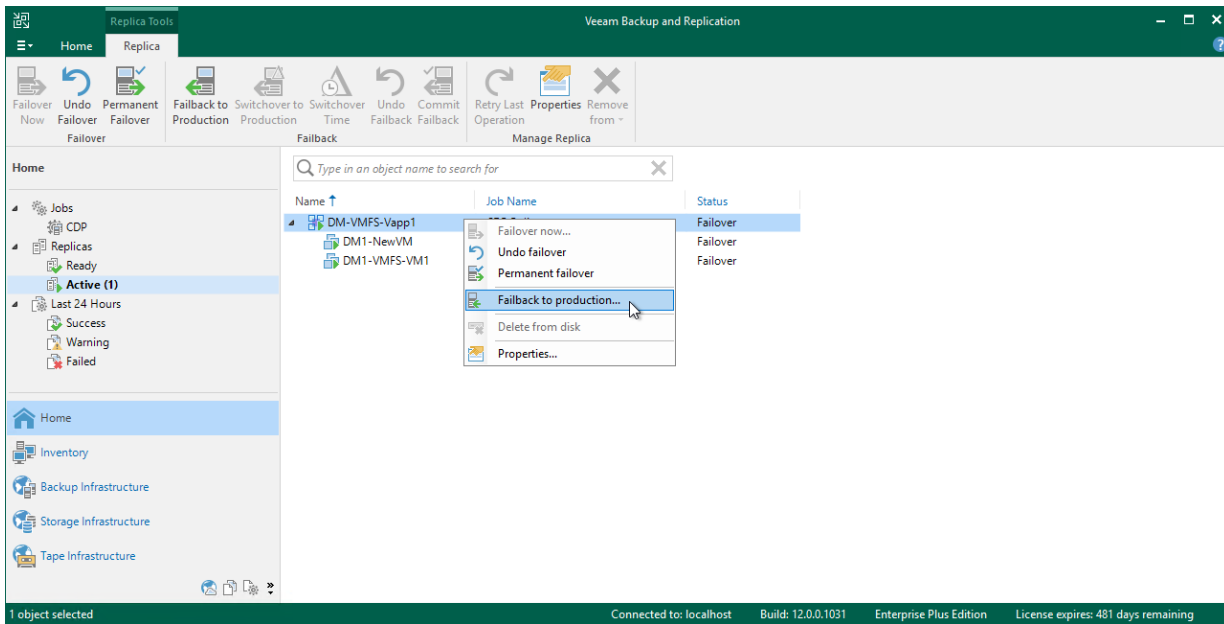 Replica Tools
Veeam Backup and Replication
Home Replica
Failover Now
Undo Failover
Permanent Failover
Failback to Production
Switchover to Production
Switchover Time
Undo Failback
Commit Failback
Retry Last Operation
Properties
Remove from
Failover Failback Manage Replica
Home
Type in an object name to search for
Name Job Name Status
Jobs
CDP
Replicas
Ready
Active (1)
Last 24 Hours
Success
Warning
Failed
DM-VMFS-Vapp1 Failover
DM1-NewVM Failover
DM1-VMFS-VM1 Failover
Failover now...
Undo failover
Permanent failover
Failback to production...
Delete from disk
Properties...
Home
Inventory
Backup Infrastructure
Storage Infrastructure
Tape Infrastructure
1 object selected Connected to: localhost Build: 12.0.0.1031 Enterprise Plus Edition License expires: 481 days remaining